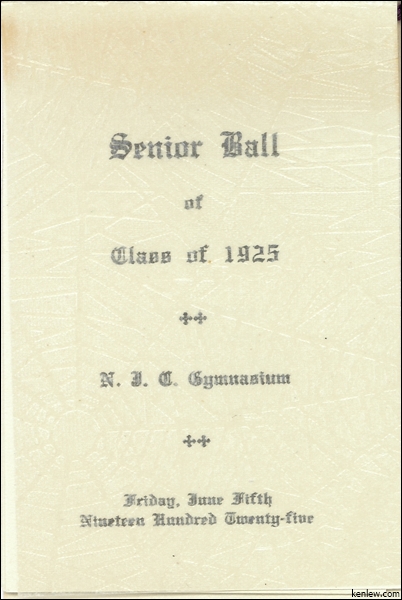 Senior Ball
of
Class of 1925
N. I. C. Gymnasium
Friday, June Fifth
Nineteen Hundred Twenty-five
kenlew.com